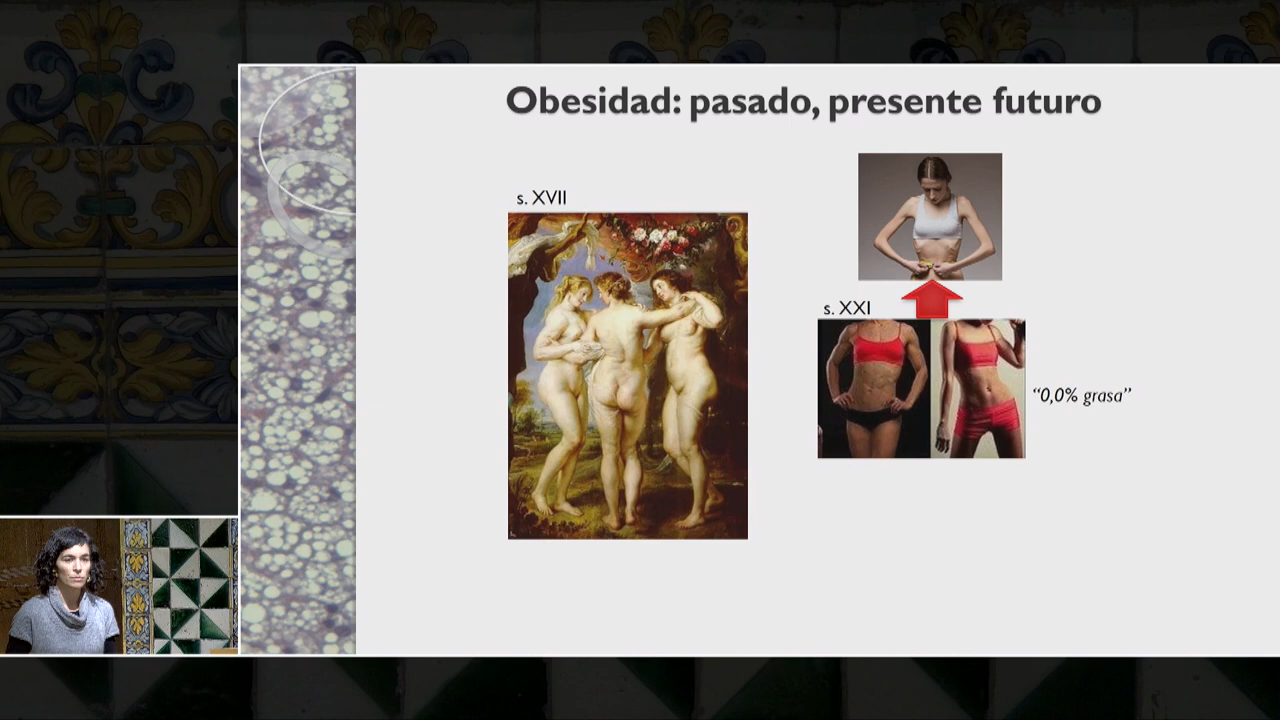 Obesidad: pasado, presente futuro
s. XVII
s. XXI
“0,0% grasa”